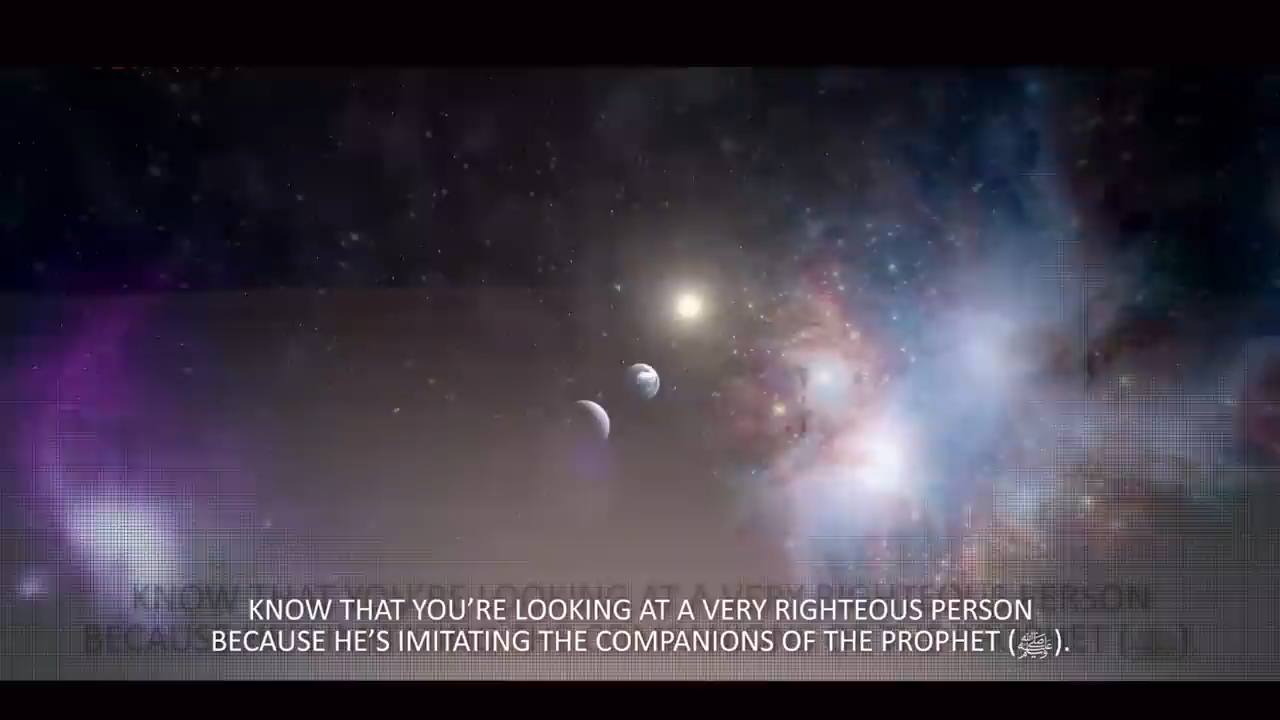 KNOW THAT YOU’RE LOOKING AT A VERY RIGHTEOUS PERSON
BECAUSE HE’S IMITATING THE COMPANIONS OF THE PROPHET (ﷺ).